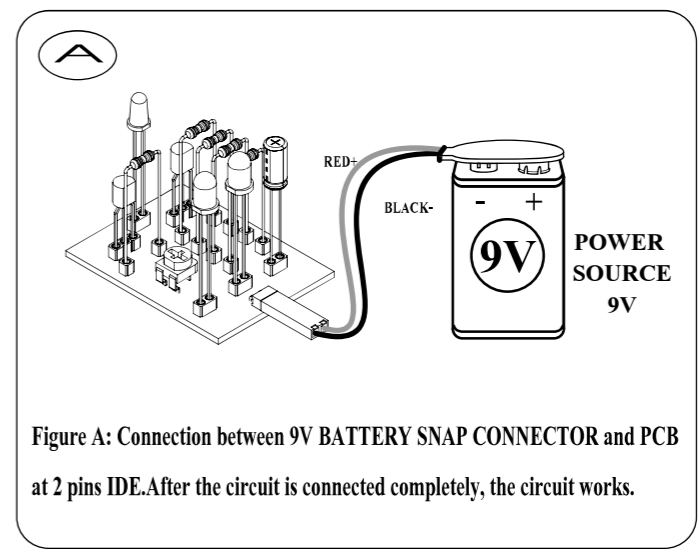 A
RED+
BLACK-
- +
9V
POWER
SOURCE
9V
Figure A: Connection between 9V BATTERY SNAP CONNECTOR and PCB
at 2 pins IDE.After the circuit is connected completely, the circuit works.